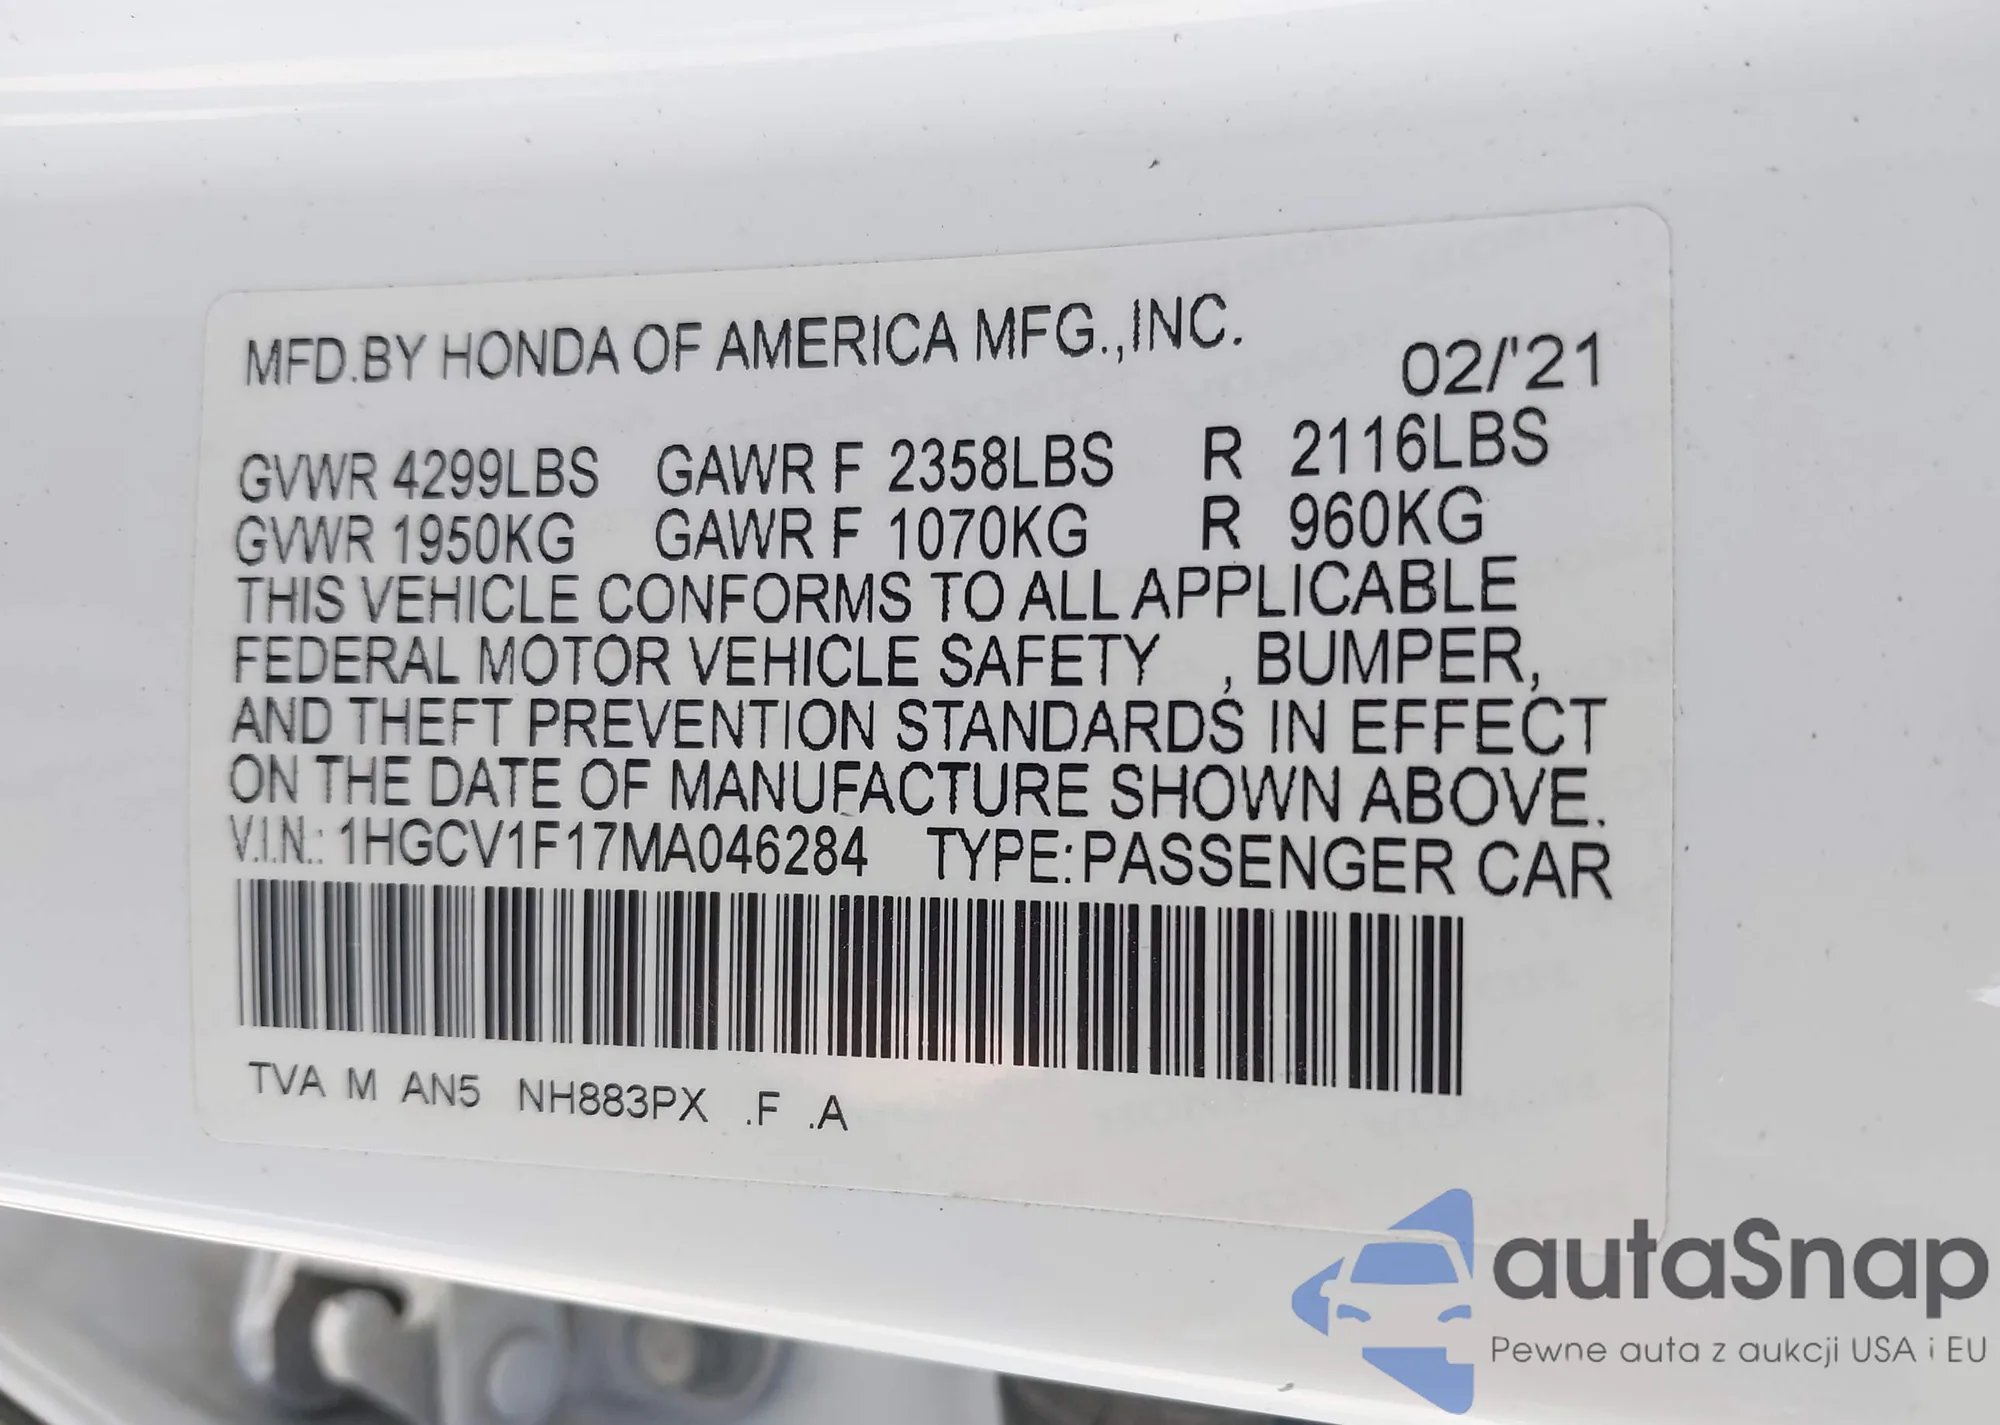 MFD.BY HONDA OF AMERICA MFG.,INC. 02/'21
GVWR 4299LBS GAWR F 2358LBS R 2116LBS
GVWR 1950KG GAWR F 1070KG R 960KG
THIS VEHICLE CONFORMS TO ALL APPLICABLE
FEDERAL MOTOR VEHICLE SAFETY , BUMPER,
AND THEFT PREVENTION STANDARDS IN EFFECT
ON THE DATE OF MANUFACTURE SHOWN ABOVE.
V.I.N.: 1HGCV1F17MA046284 TYPE:PASSENGER CAR
TVA M AN5 NH883PX .F .A
autaSnap
Pewne auta z aukcji USA i EU